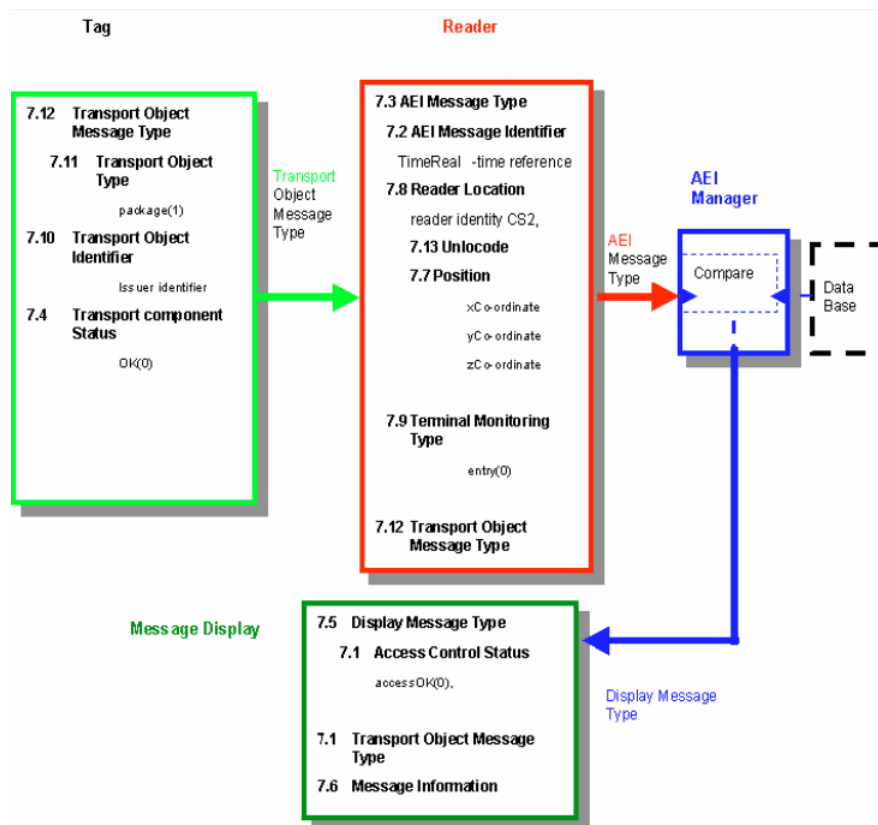 Tag
Reader
7.12 Transport Object
Message Type
7.11 Transport Object
Type
package(1)
7.10 Transport Object
Identifier
Issuer identifier
7.4 Transport component
Status
OK(0)
Transport
Object
Message
Type
7.3 AEI Message Type
7.2 AEI Message Identifier
TimeReal -time reference
7.8 Reader Location
reader identity CS2,
7.13 Unlocode
7.7 Position
xCo-ordinate
yCo-ordinate
zCo-ordinate
7.9 Terminal Monitoring
Type
entry(0)
7.12 Transport Object
Message Type
AEI
Message
Type
AEI
Manager
Compare
Data
Base
Message Display
7.5 Display Message Type
7.1 Access Control Status
accessOK(0),
7.1 Transport Object Message
Type
7.6 Message Information
Display Message
Type